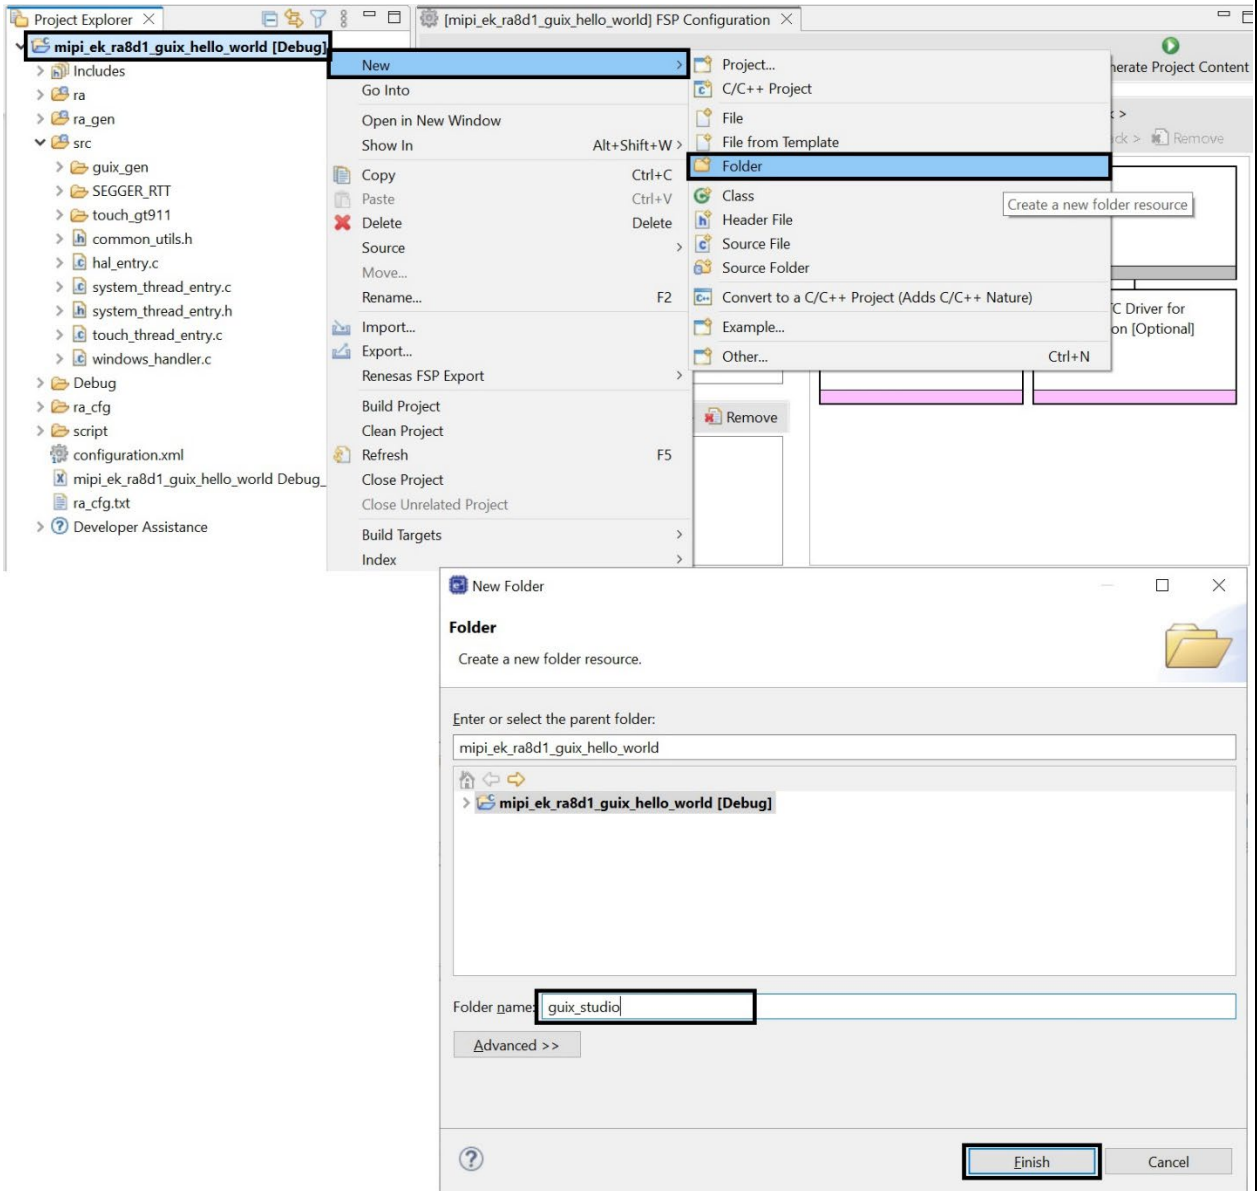 Project Explorer
[mipi_ek_ra8d1_guix_hello_world] FSP Configuration
mipi_ek_ra8d1_guix_hello_world [Debug]
Includes
ra
ra_gen
src
guix_gen
SEGGER_RTT
touch_gt911
common_utils.h
hal_entry.c
system_thread_entry.c
system_thread_entry.h
touch_thread_entry.c
windows_handler.c
Debug
ra_cfg
script
configuration.xml
mipi_ek_ra8d1_guix_hello_world Debug_
ra_cfg.txt
Developer Assistance
New
Go Into
Open in New Window
Show In Alt+Shift+W >
Copy Ctrl+C
Paste Ctrl+V
Delete Delete
Source
Move...
Rename... F2
Import...
Export...
Renesas FSP Export
Build Project
Clean Project
Refresh F5
Close Project
Close Unrelated Project
Build Targets
Index
Project...
C/C++ Project
File
File from Template
Folder
Class
Header File
Source File
Source Folder
Convert to a C/C++ Project (Adds C/C++ Nature)
Example...
Other... Ctrl+N
Create a new folder resource
nerate Project Content
Remove
C Driver for
on [Optional]
Remove
New Folder
Folder
Create a new folder resource.
Enter or select the parent folder:
mipi_ek_ra8d1_guix_hello_world
mipi_ek_ra8d1_guix_hello_world [Debug]
Folder name: guix_studio
Advanced >>
Finish Cancel